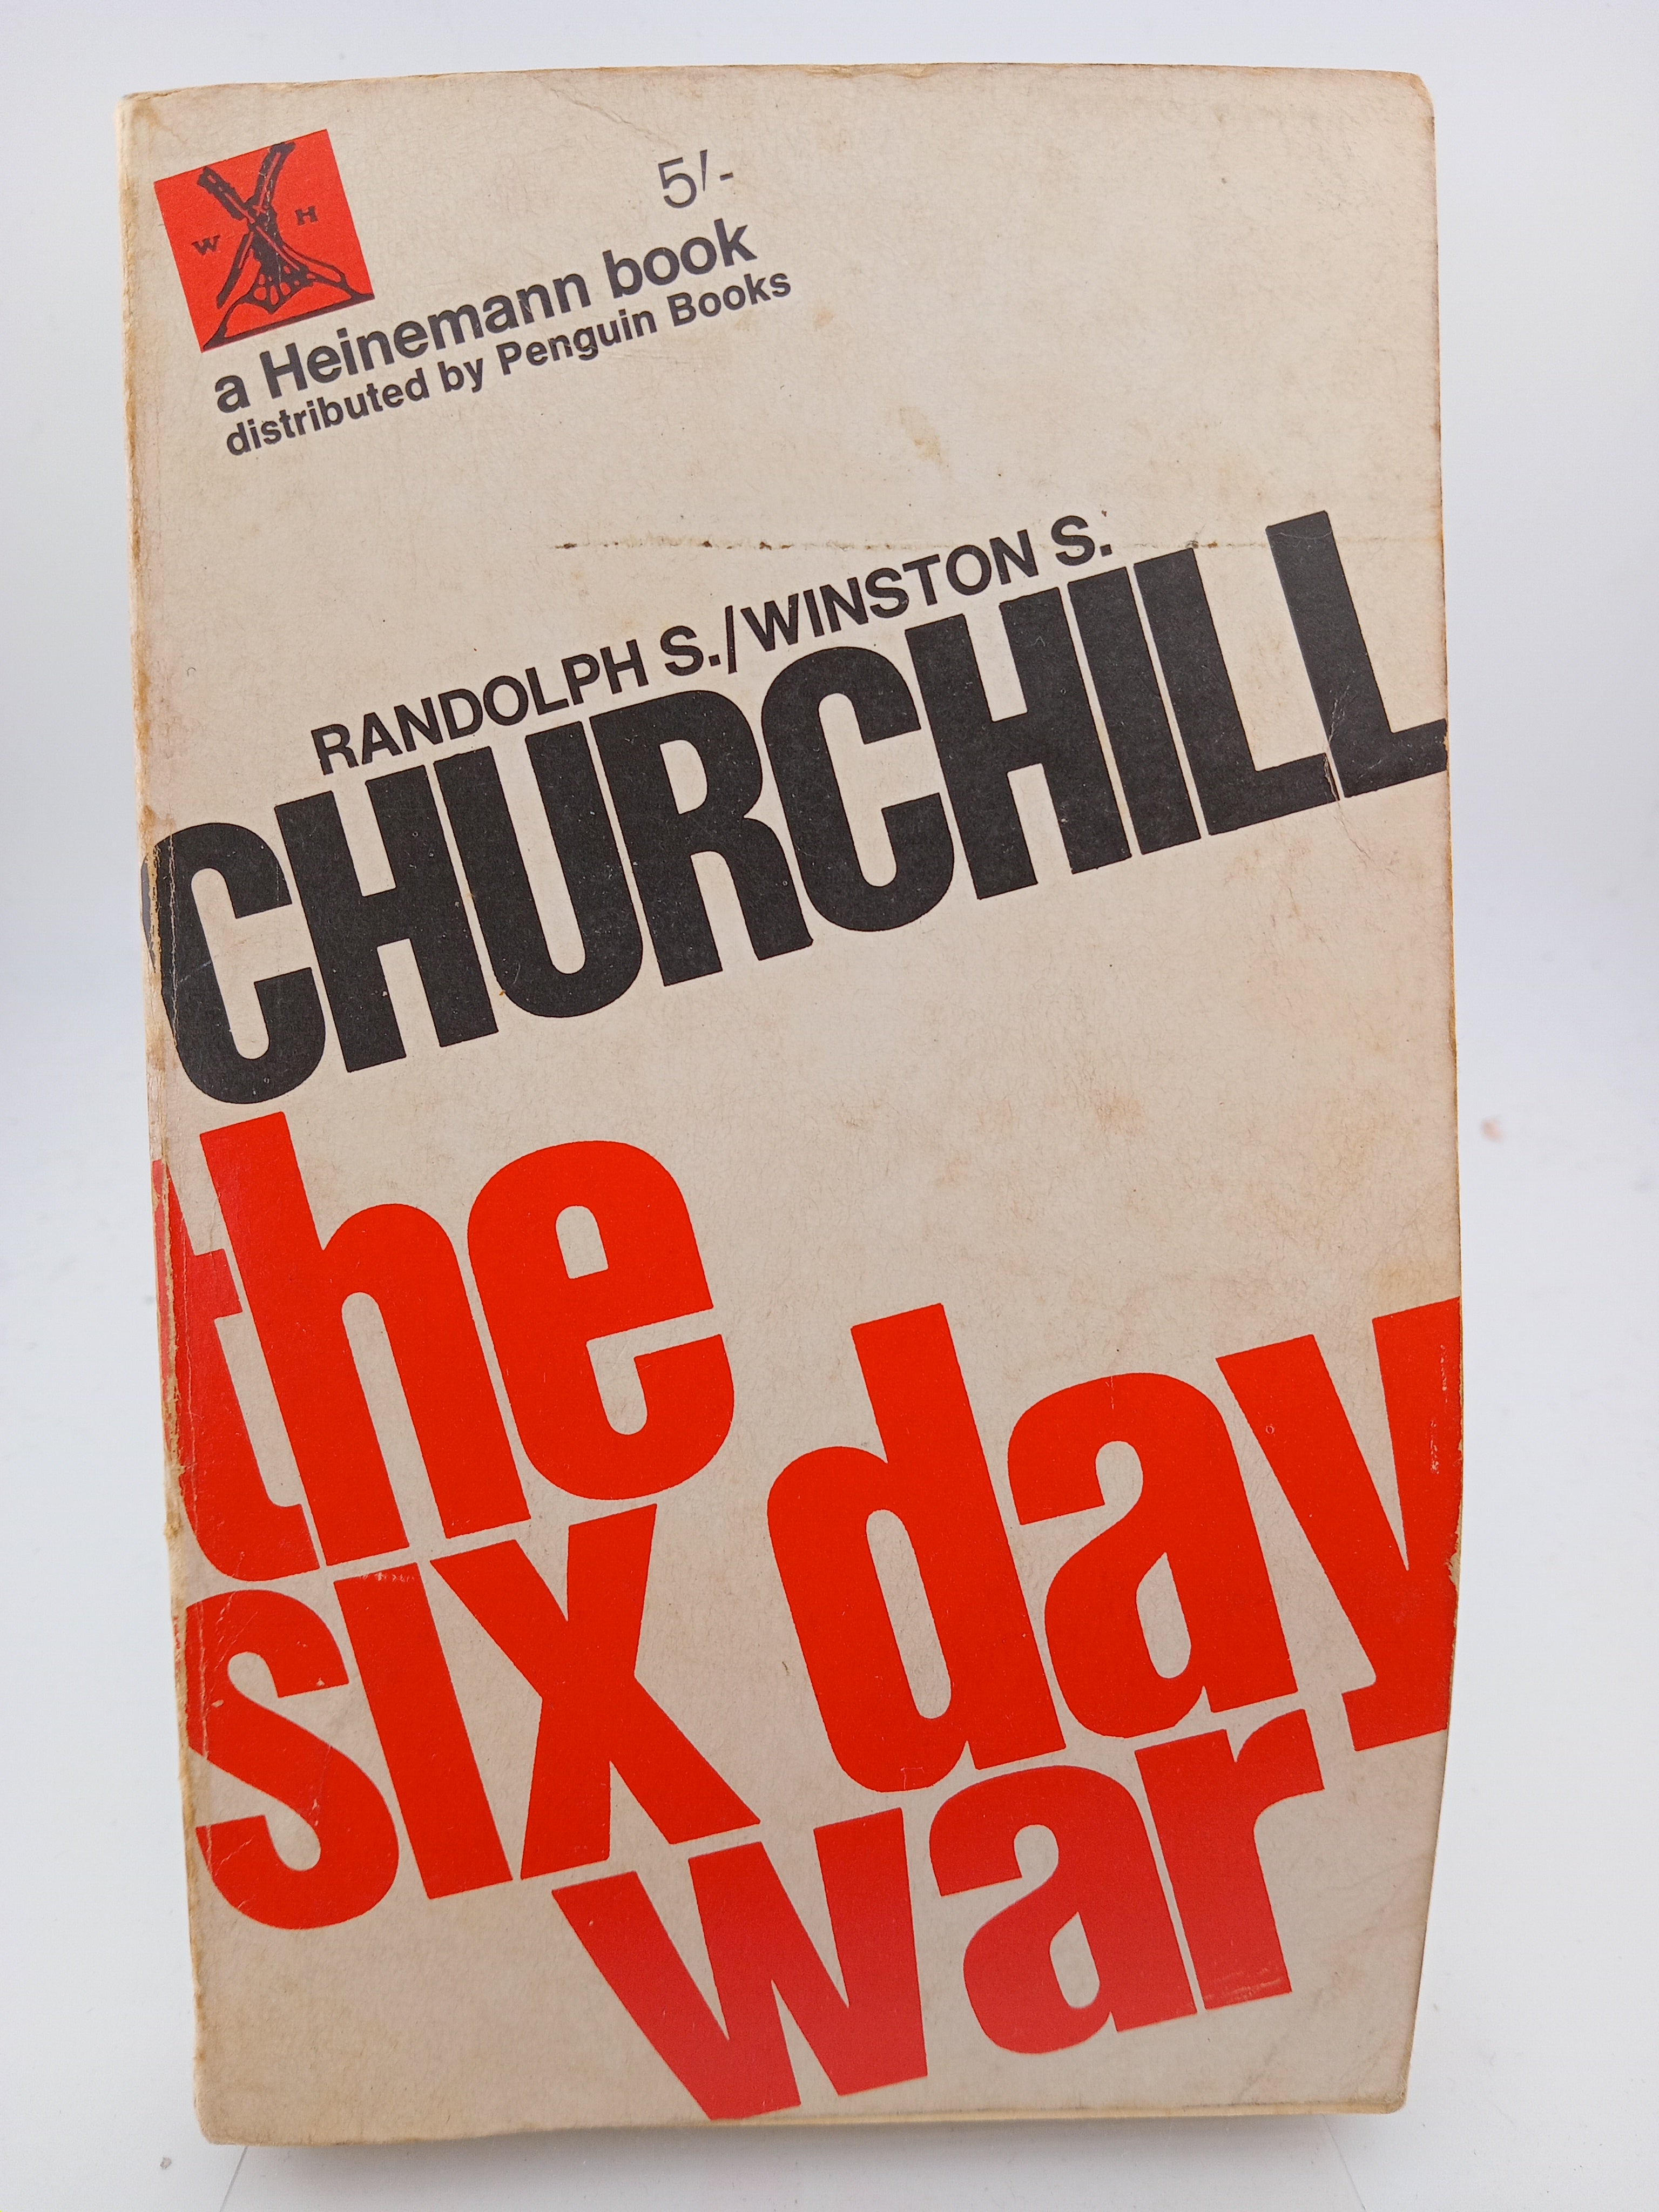 W H
5/-
a Heinemann book
distributed by Penguin Books
RANDOLPH S./WINSTON S.
CHURCHILL
the
six day
war